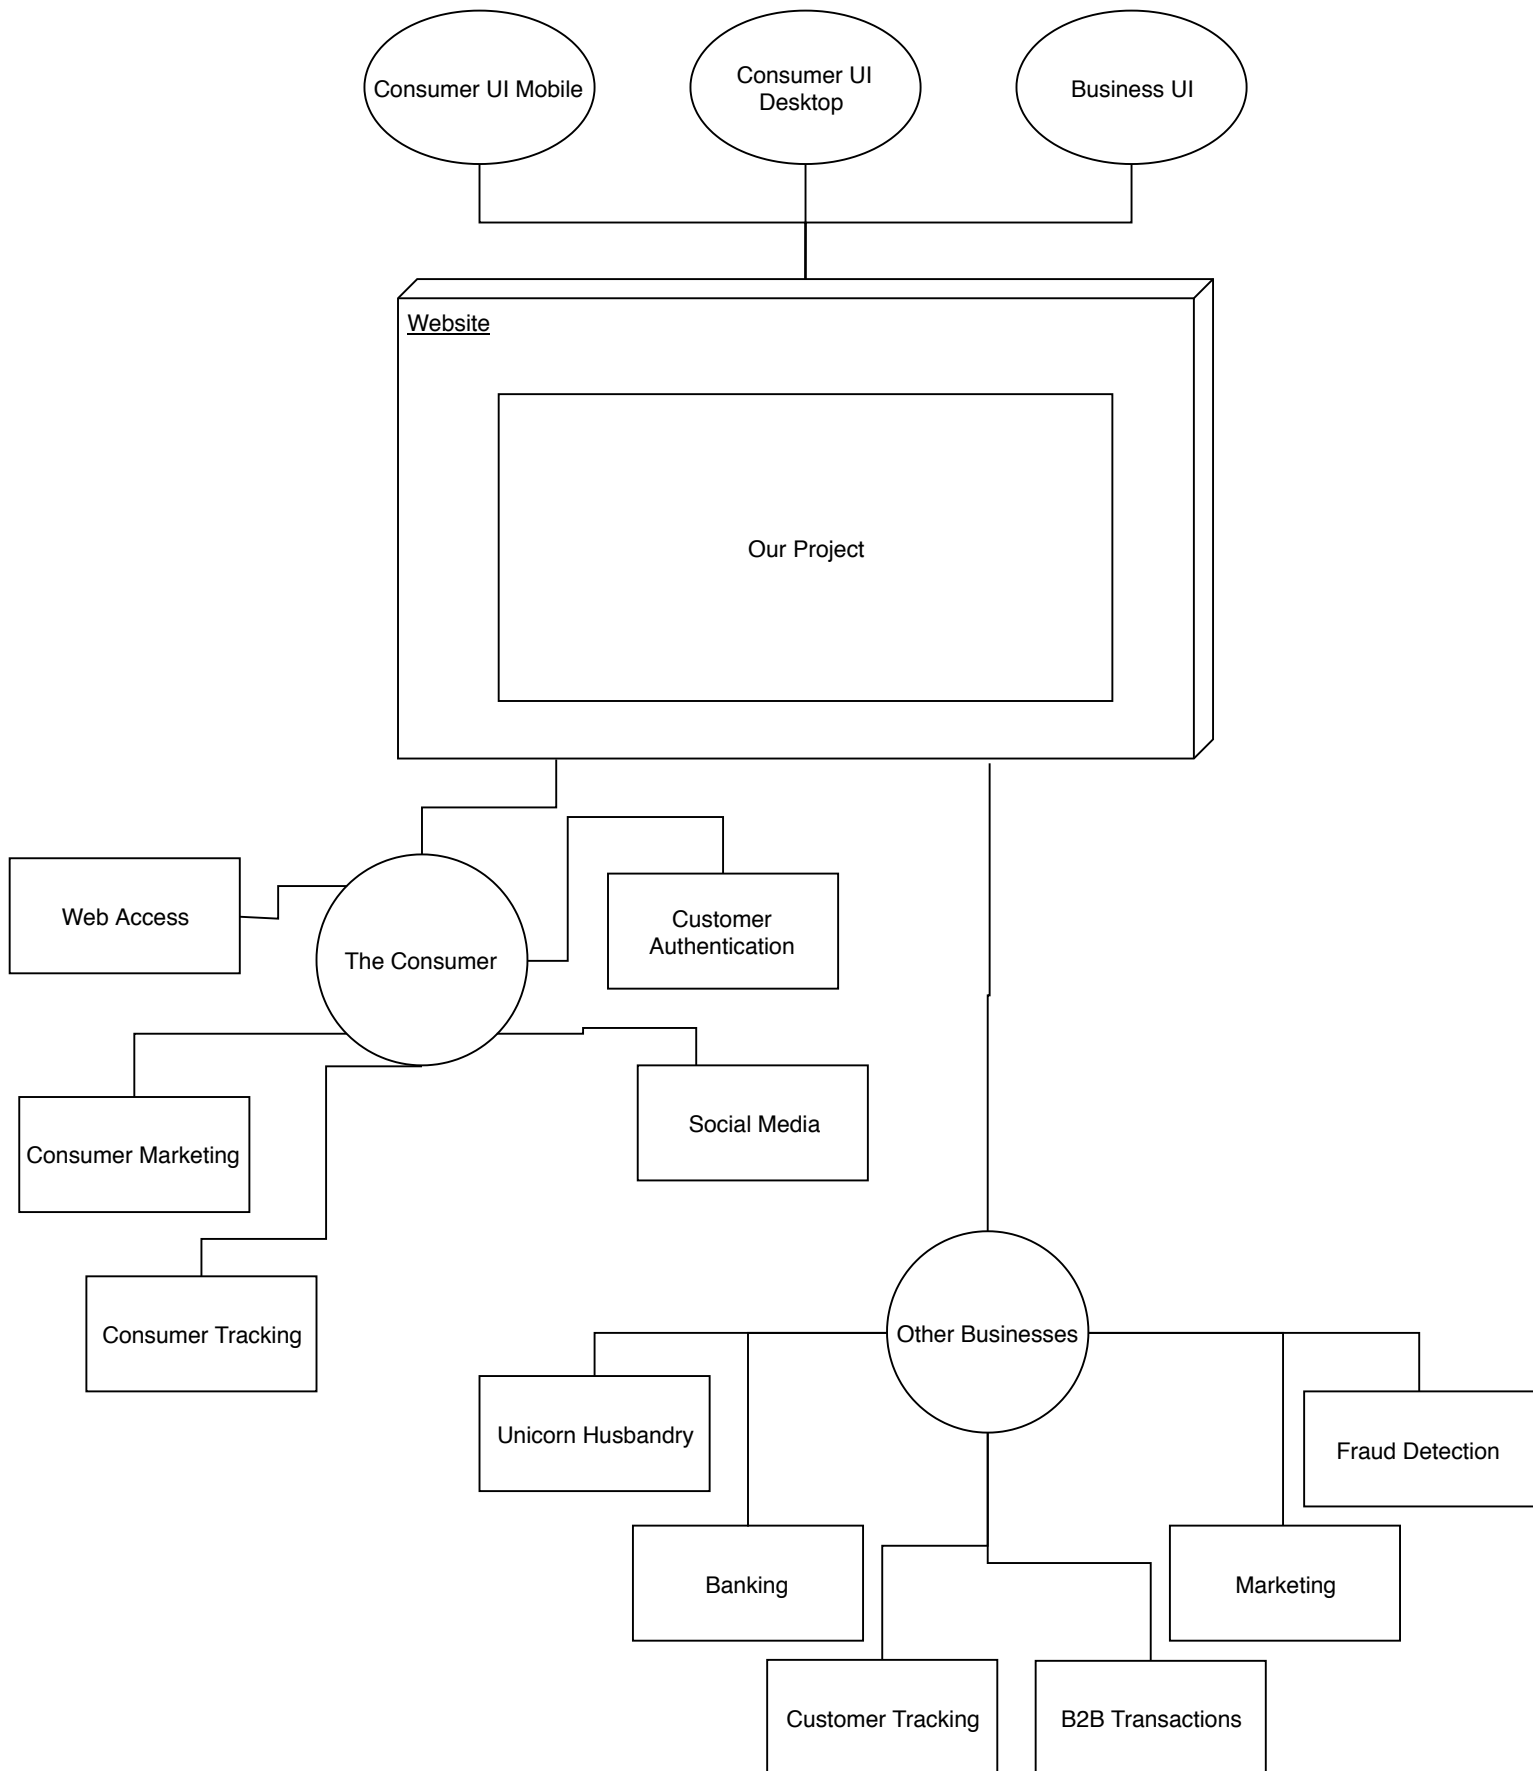 Consumer UI Mobile
Consumer UI
Desktop
Business UI
Website
Our Project
Web Access
The Consumer
Customer
Authentication
Consumer Marketing
Social Media
Consumer Tracking
Other Businesses
Unicorn Husbandry
Fraud Detection
Banking
Marketing
Customer Tracking
B2B Transactions